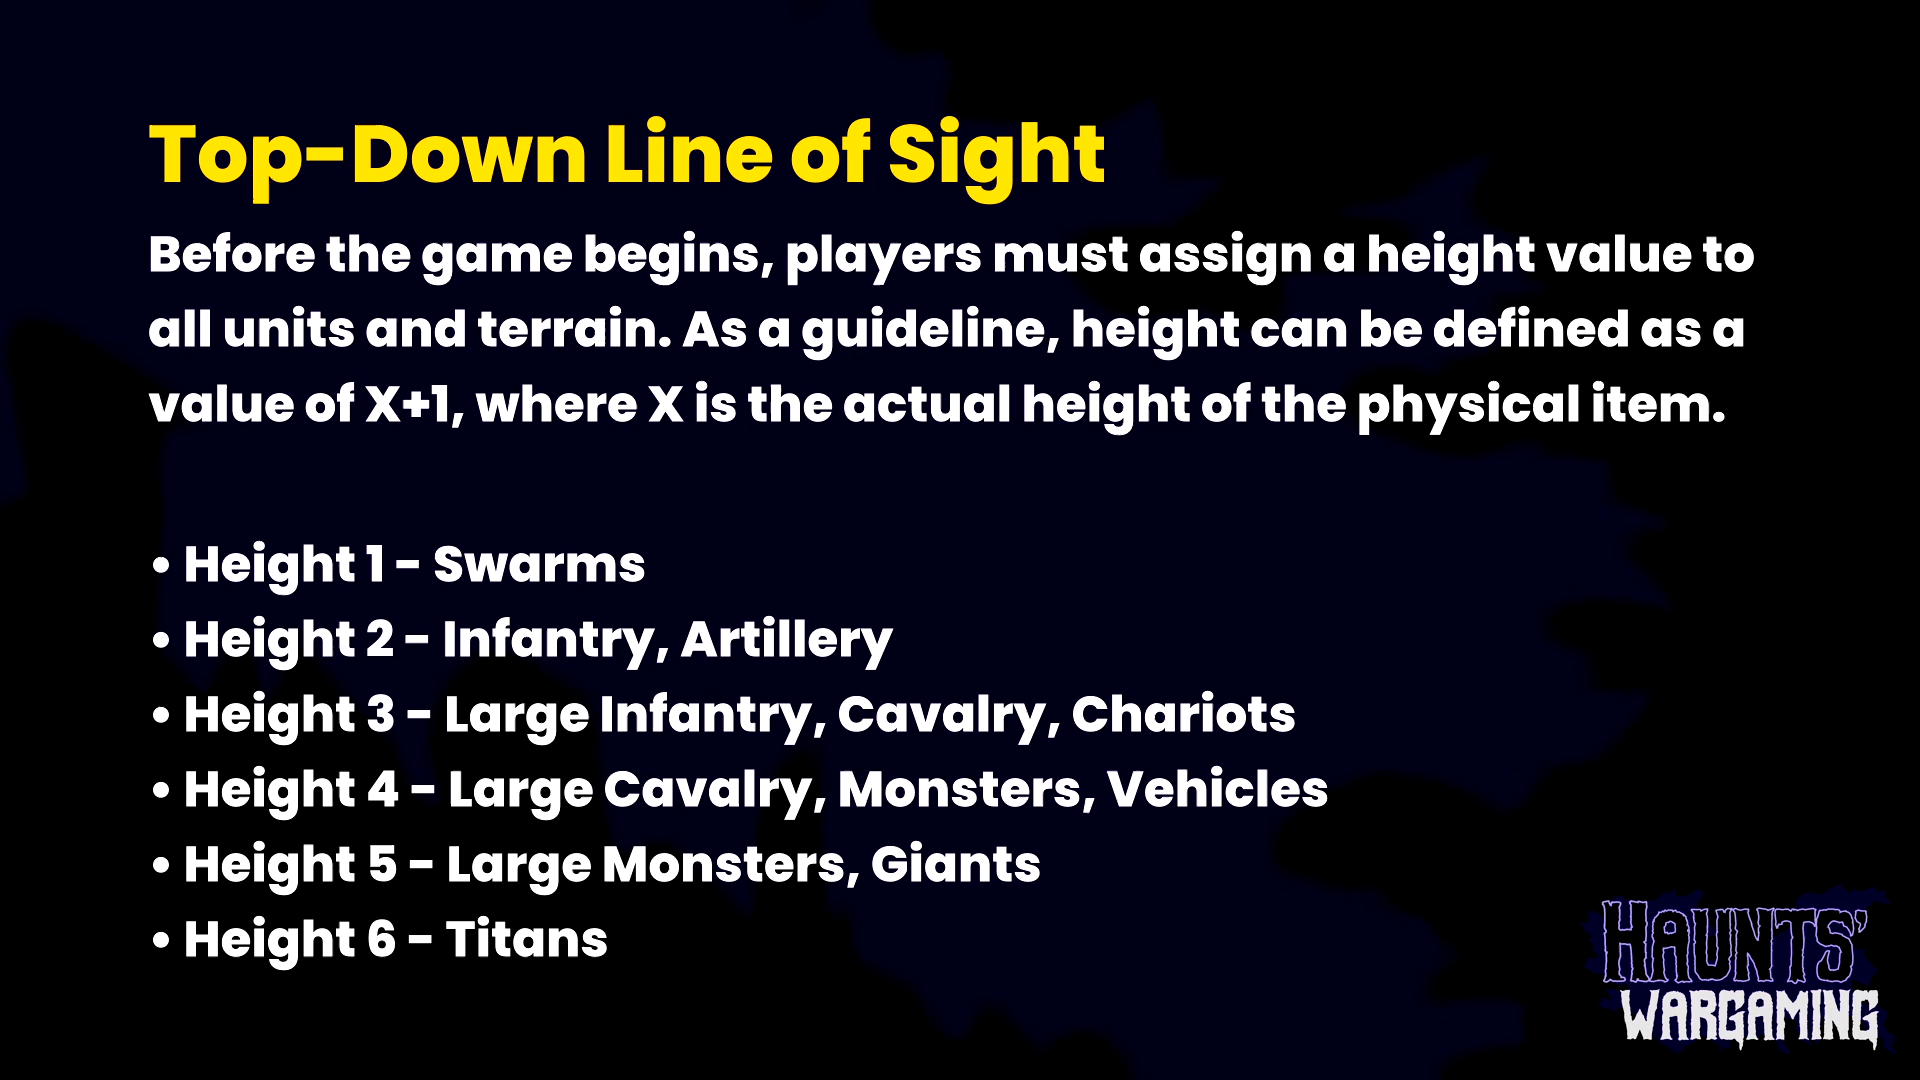 Top-Down Line of Sight
Before the game begins, players must assign a height value to
all units and terrain. As a guideline, height can be defined as a
value of X+1, where X is the actual height of the physical item.
• Height 1 - Swarms
• Height 2 - Infantry, Artillery
• Height 3 - Large Infantry, Cavalry, Chariots
• Height 4 - Large Cavalry, Monsters, Vehicles
• Height 5 - Large Monsters, Giants
• Height 6 - Titans
HAUNTS'
WARGAMING